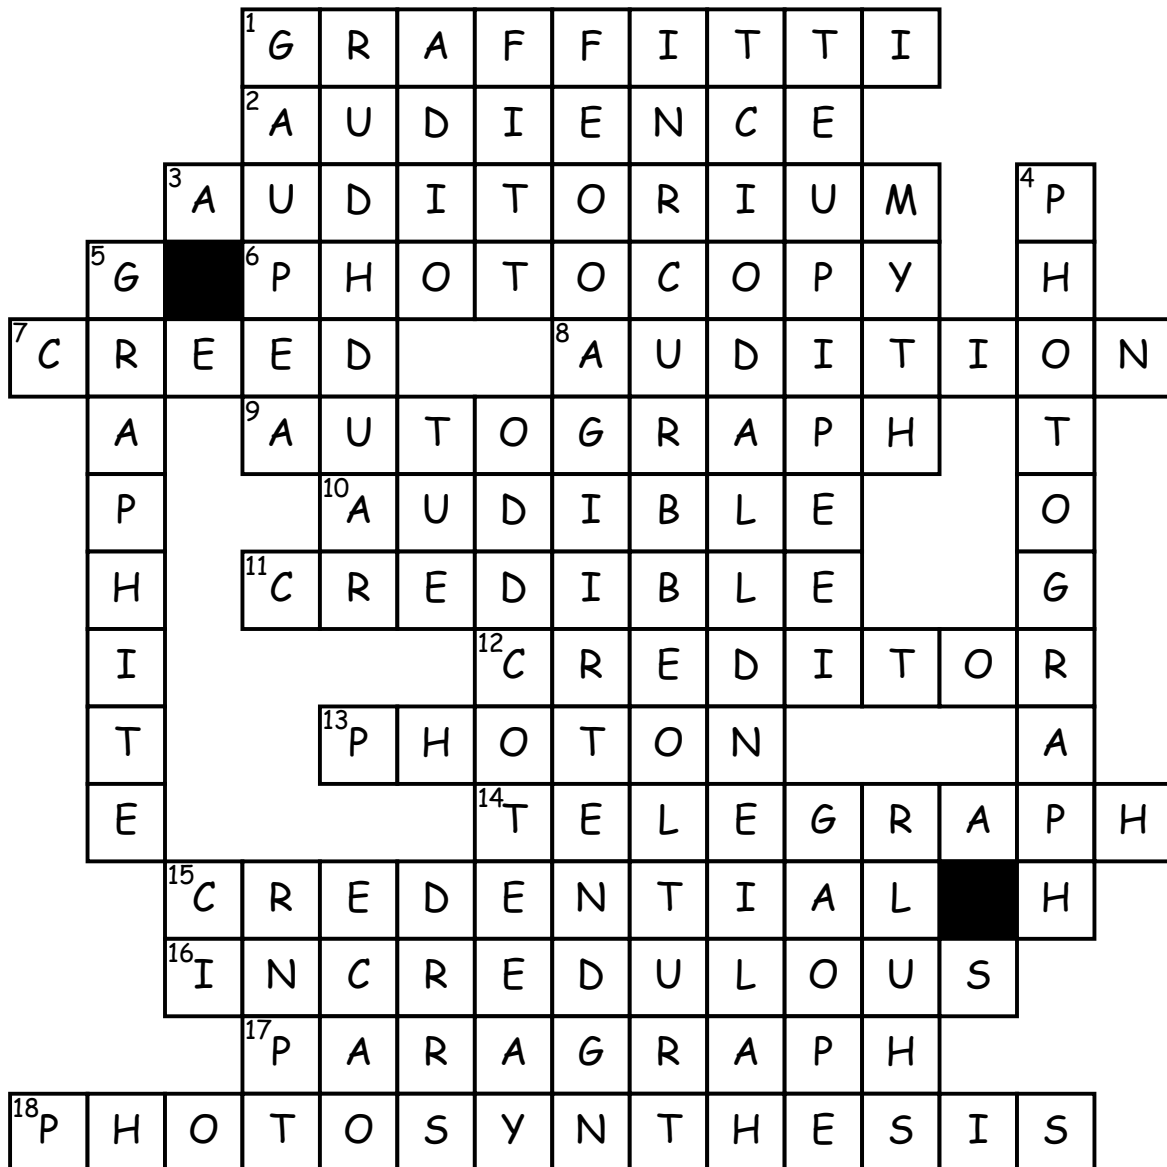 1 G R A F F I T T I
2 A U D I E N C E
3 A U D I T O R I U M 4 P
5 G 6 P H O T O C O P Y H
7 C R E E D 8 A U D I T I O N
A 9 A U T O G R A P H T
P 10 A U D I B L E O
H 11 C R E D I B L E G
I 12 C R E D I T O R
T 13 P H O T O N A
E 14 T E L E G R A P H
15 C R E D E N T I A L H
16 I N C R E D U L O U S
17 P A R A G R A P H
18 P H O T O S Y N T H E S I S